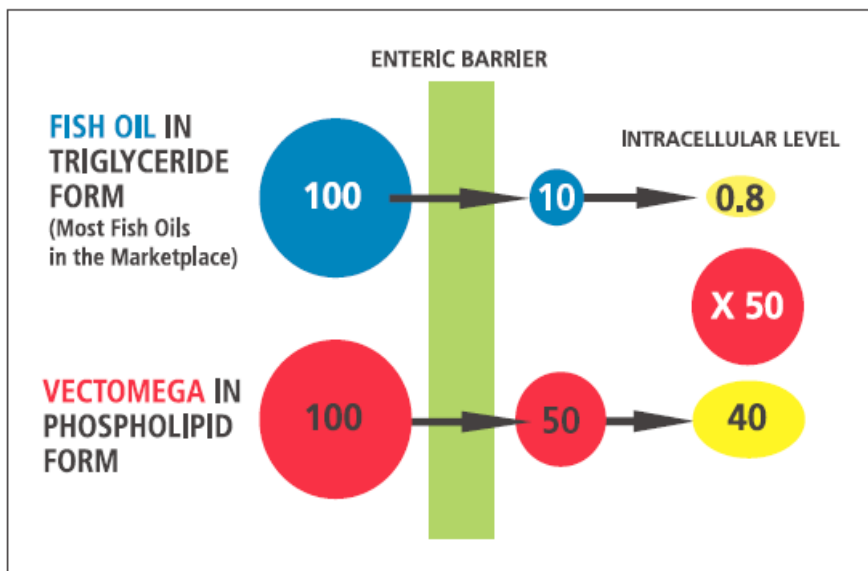 ENTERIC BARRIER
FISH OIL IN
TRIGLYCERIDE
FORM
(Most Fish Oils
in the Marketplace)
100
10
INTRACELLULAR LEVEL
0.8
X 50
VECTOMEGA IN
PHOSPHOLIPID
FORM
100
50
40